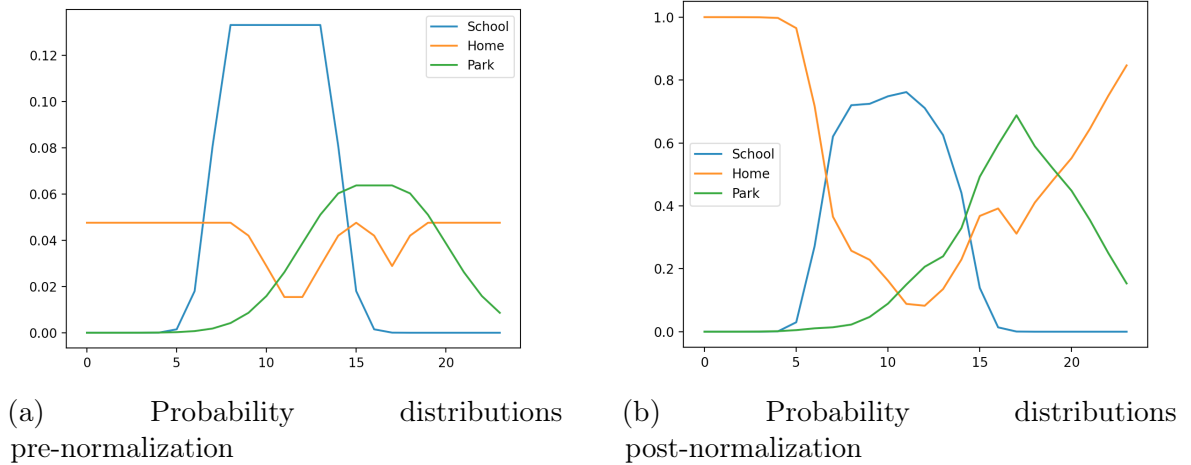 School
Home
Park
0.12
0.10
0.08
0.06
0.04
0.02
0.00
0 5 10 15 20
(a) Probability distributions
pre-normalization
1.0
0.8
0.6
0.4
0.2
0.0
School
Home
Park
0 5 10 15 20
(b) Probability distributions
post-normalization